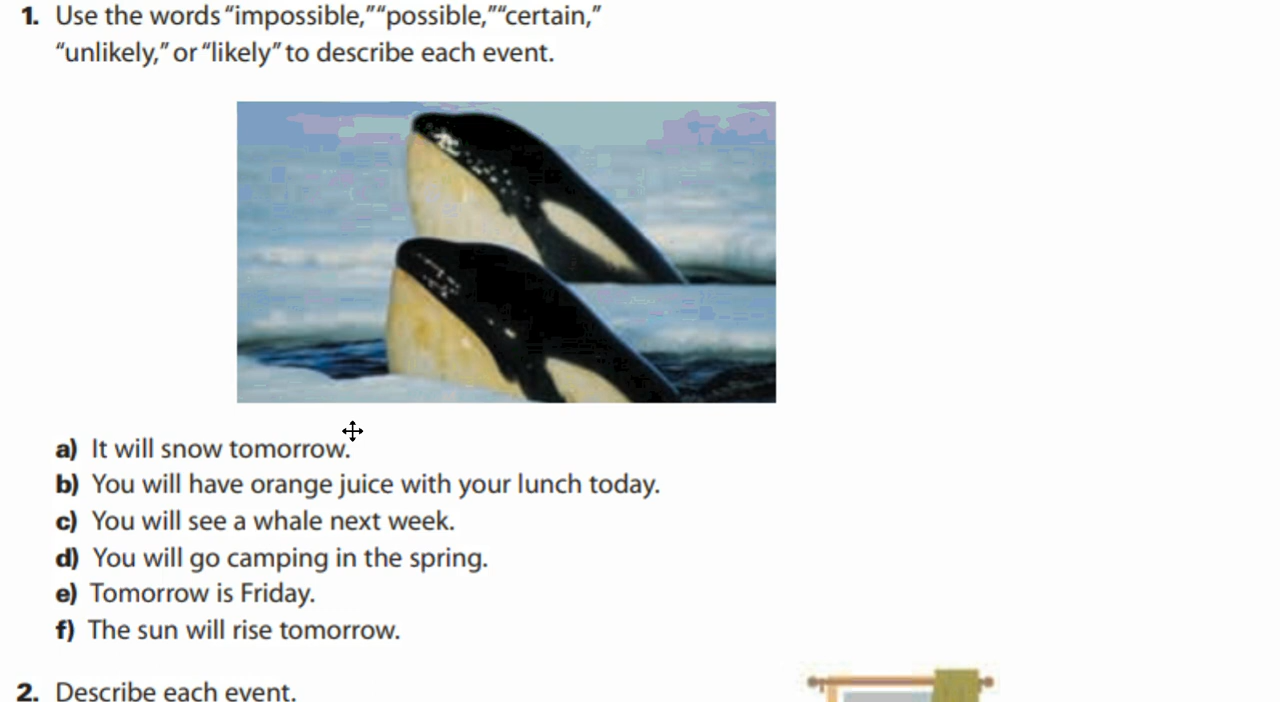 1. Use the words “impossible,” “possible,” “certain,”
“unlikely,” or “likely” to describe each event.
a) It will snow tomorrow.
b) You will have orange juice with your lunch today.
c) You will see a whale next week.
d) You will go camping in the spring.
e) Tomorrow is Friday.
f) The sun will rise tomorrow.
2. Describe each event.